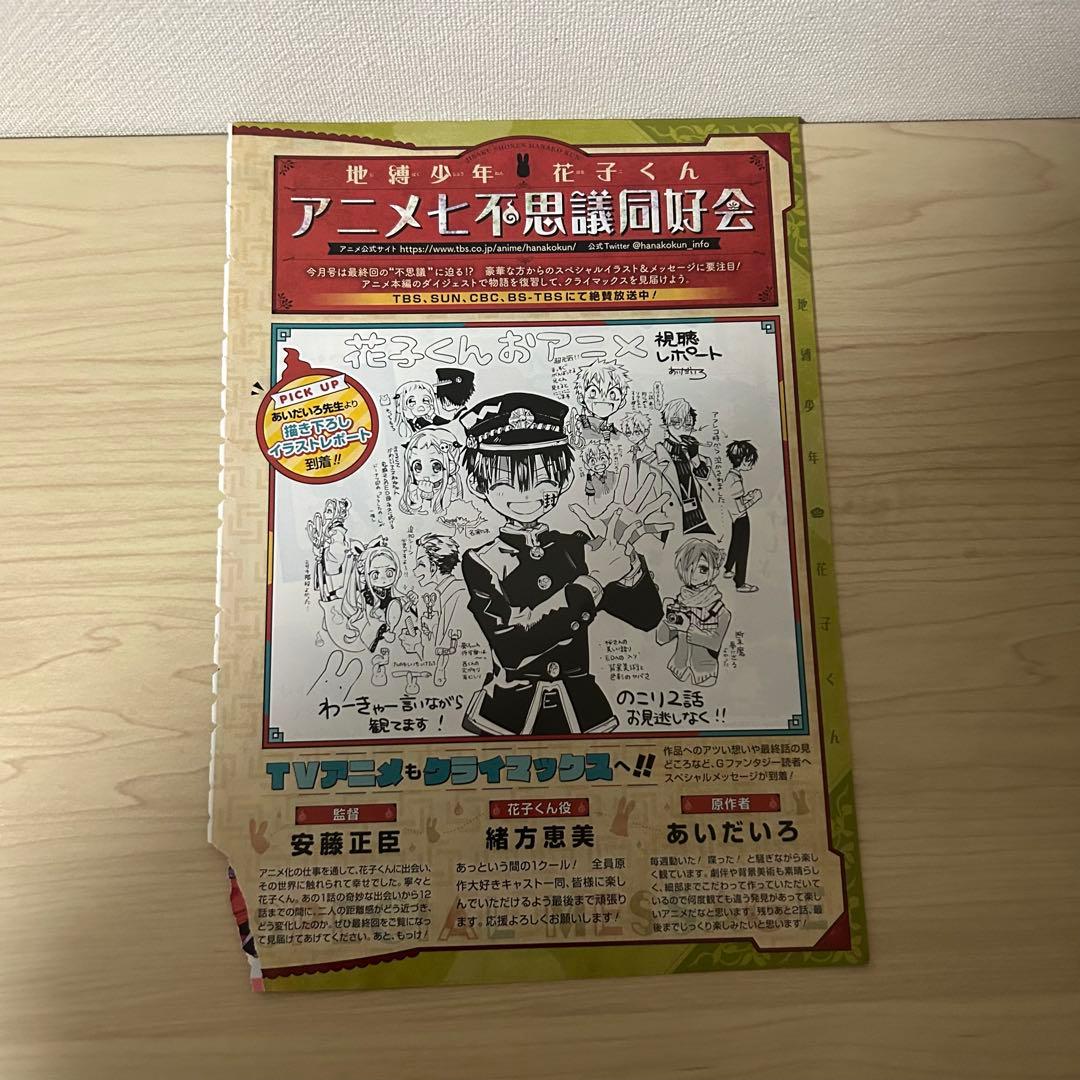 JIBAKU SHONEN HANAKO KUN
地縛少年 花子くん
アニメ七不思議同好会
アニメ公式サイト https://www.tbs.co.jp/anime/hanakokun/ 公式Twitter @hanakokun_info
今月号は最終回の“不思議”に迫る!? 豪華な方からのスペシャルイラスト&メッセージに要注目!
アニメ本編のダイジェストで物語を復習して、クライマックスを見届けよう。
TBS、SUN、CBC、BS-TBSにて絶賛放送中!
花子くんおアニメ
視聴
レポート
あいだいろ
PICK UP
あいだいろ先生より
描き下ろし
イラストレポート
到着!!
封
わーきゃー言いながら
観てます!
のこり2話
お見逃しなく!!
地縛少年 花子くん
TVアニメもクライマックスへ!!
作品へのアツい想いや最終話の見
どころなど、Gファンタジー読者へ
スペシャルメッセージが到着!
監督
安藤正臣
アニメ化の仕事を通して、花子くんに出会い、
その世界に触れられて幸せでした。寧々と
花子くん。あの1話の奇妙な出会いから12
話までの間に、二人の距離感がどう近づき、
どう変化したのか。ぜひ最終回をご覧になっ
て見届けてあげてください。あと、もっけ!
花子くん役
緒方恵美
あっという間の1クール! 全員原
作大好きキャスト一同、皆様に楽し
んでいただけるよう最後まで頑張り
ます。応援よろしくお願いします!
原作者
あいだいろ
毎週動いた! 喋った! と騒ぎながら楽し
く観ています。劇伴や背景美術も素晴らし
く、細部までこだわって作っていただいて
いるので何度観ても違う発見があって楽し
いアニメだなと思います。残りあと2話、最
後までじっくり楽しみたいと思います!